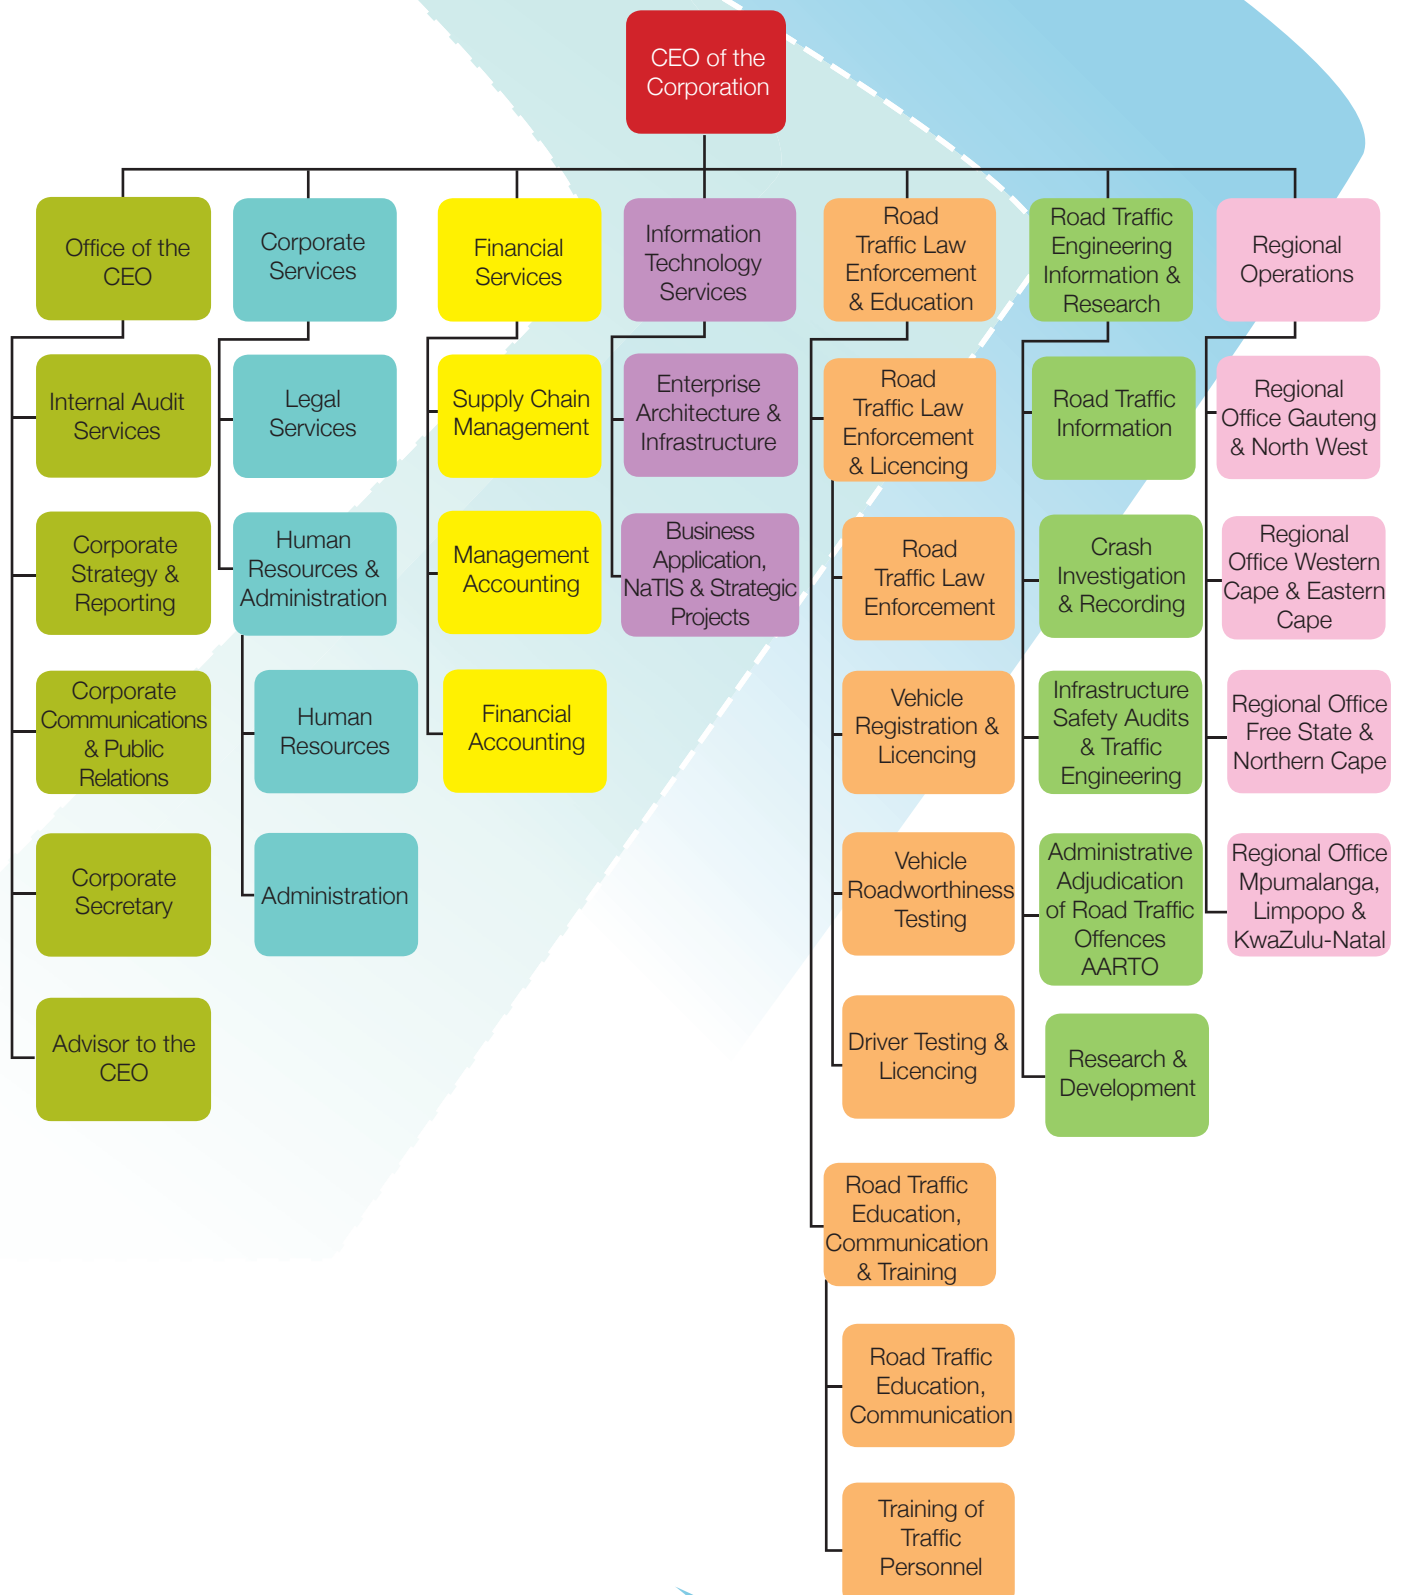 CEO of the
Corporation
Office of the
CEO
Internal Audit
Services
Corporate
Strategy &
Reporting
Corporate
Communications
& Public
Relations
Corporate
Secretary
Advisor to the
CEO
Corporate
Services
Legal
Services
Human
Resources &
Administration
Human
Resources
Administration
Financial
Services
Supply Chain
Management
Management
Accounting
Financial
Accounting
Information
Technology
Services
Enterprise
Architecture &
Infrastructure
Business
Application,
NaTIS & Strategic
Projects
Road
Traffic Law
Enforcement
& Education
Road
Traffic Law
Enforcement
& Licencing
Road
Traffic Law
Enforcement
Vehicle
Registration &
Licencing
Vehicle
Roadworthiness
Testing
Driver Testing &
Licencing
Road Traffic
Education,
Communication
& Training
Road Traffic
Education,
Communication
Training of
Traffic
Personnel
Road Traffic
Engineering
Information &
Research
Road Traffic
Information
Crash
Investigation
& Recording
Infrastructure
Safety Audits
& Traffic
Engineering
Administrative
Adjudication
of Road Traffic
Offences
AARTO
Research &
Development
Regional
Operations
Regional
Office Gauteng
& North West
Regional
Office Western
Cape & Eastern
Cape
Regional Office
Free State &
Northern Cape
Regional Office
Mpumalanga,
Limpopo &
KwaZulu-Natal